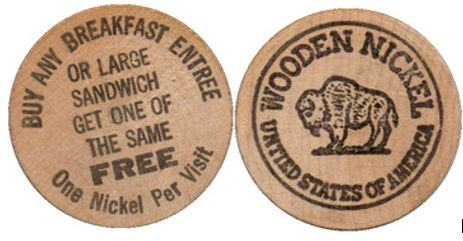 BUY ANY BREAKFAST ENTREE
OR LARGE
SANDWICH
GET ONE OF
THE SAME
FREE
One Nickel Per Visit
WOODEN NICKEL
UNITED STATES OF AMERICA